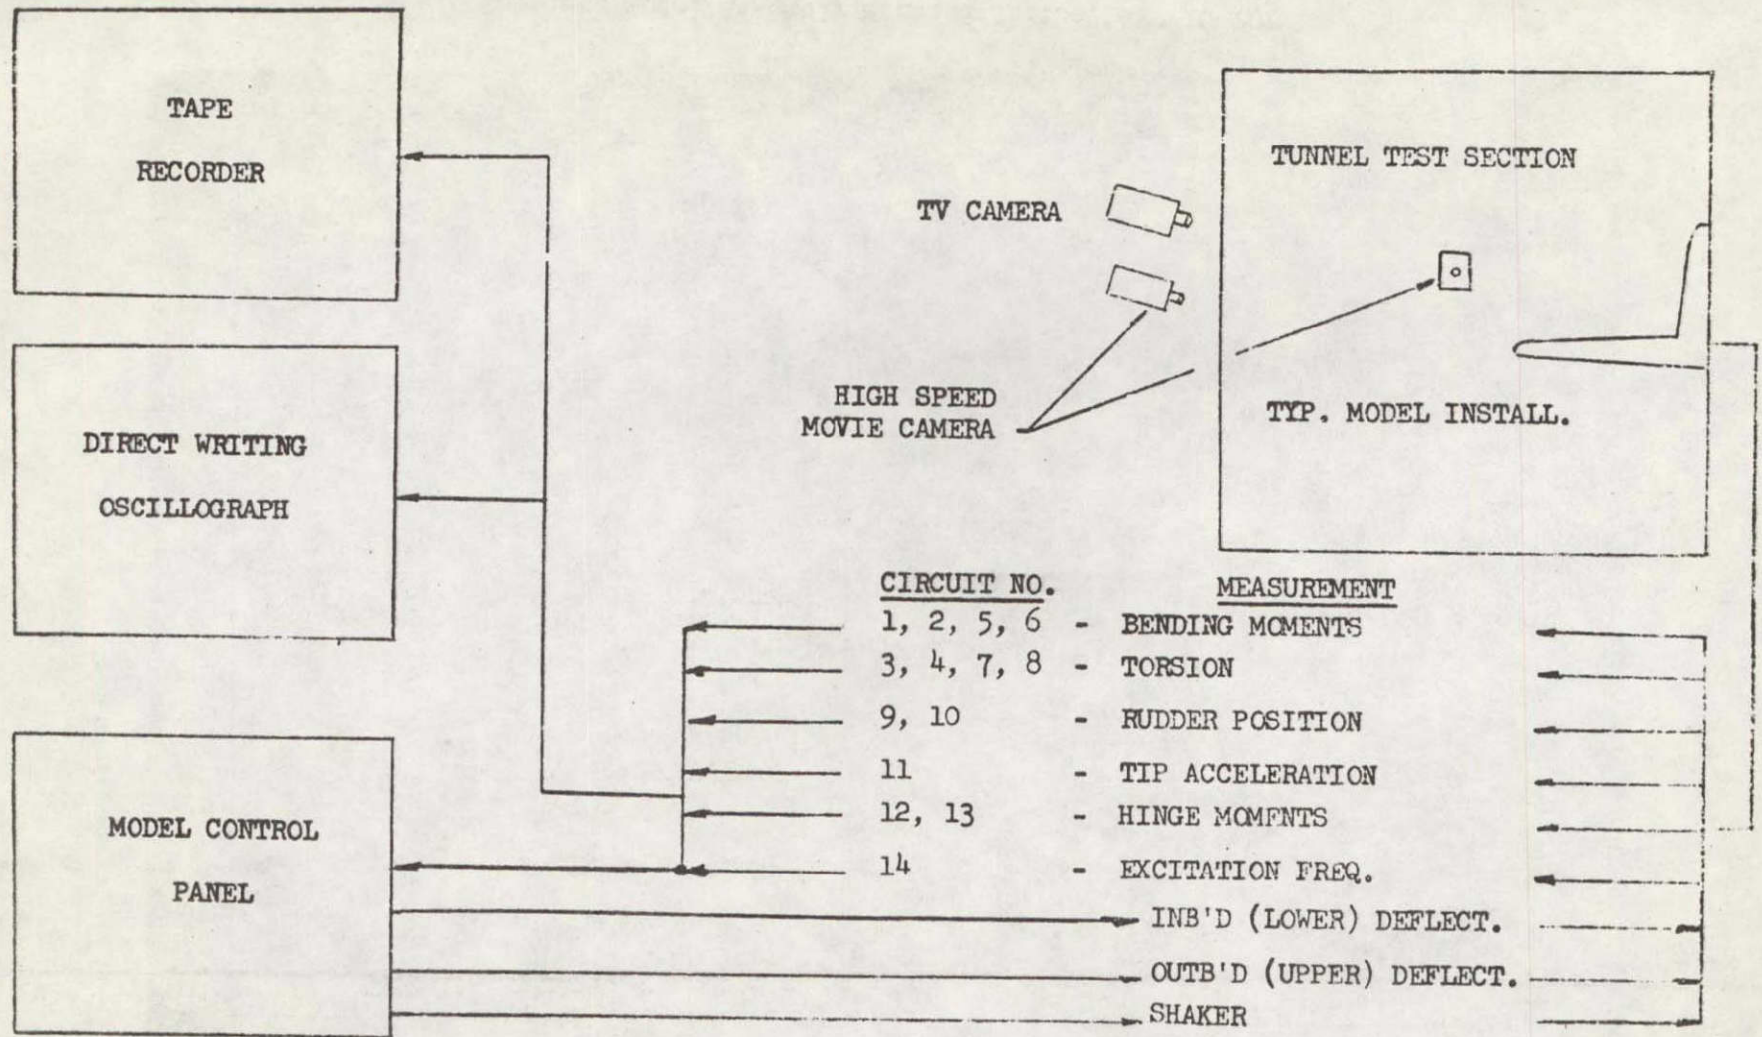 TAPE
RECORDER
TUNNEL TEST SECTION
TV CAMERA
HIGH SPEED
MOVIE CAMERA
TYP. MODEL INSTALL.
DIRECT WRITING
OSCILLOGRAPH
CIRCUIT NO. MEASUREMENT
1, 2, 5, 6 - BENDING MOMENTS
3, 4, 7, 8 - TORSION
9, 10 - RUDDER POSITION
11 - TIP ACCELERATION
12, 13 - HINGE MOMENTS
14 - EXCITATION FREQ.
MODEL CONTROL
PANEL
INB'D (LOWER) DEFLECT.
OUTB'D (UPPER) DEFLECT.
SHAKER